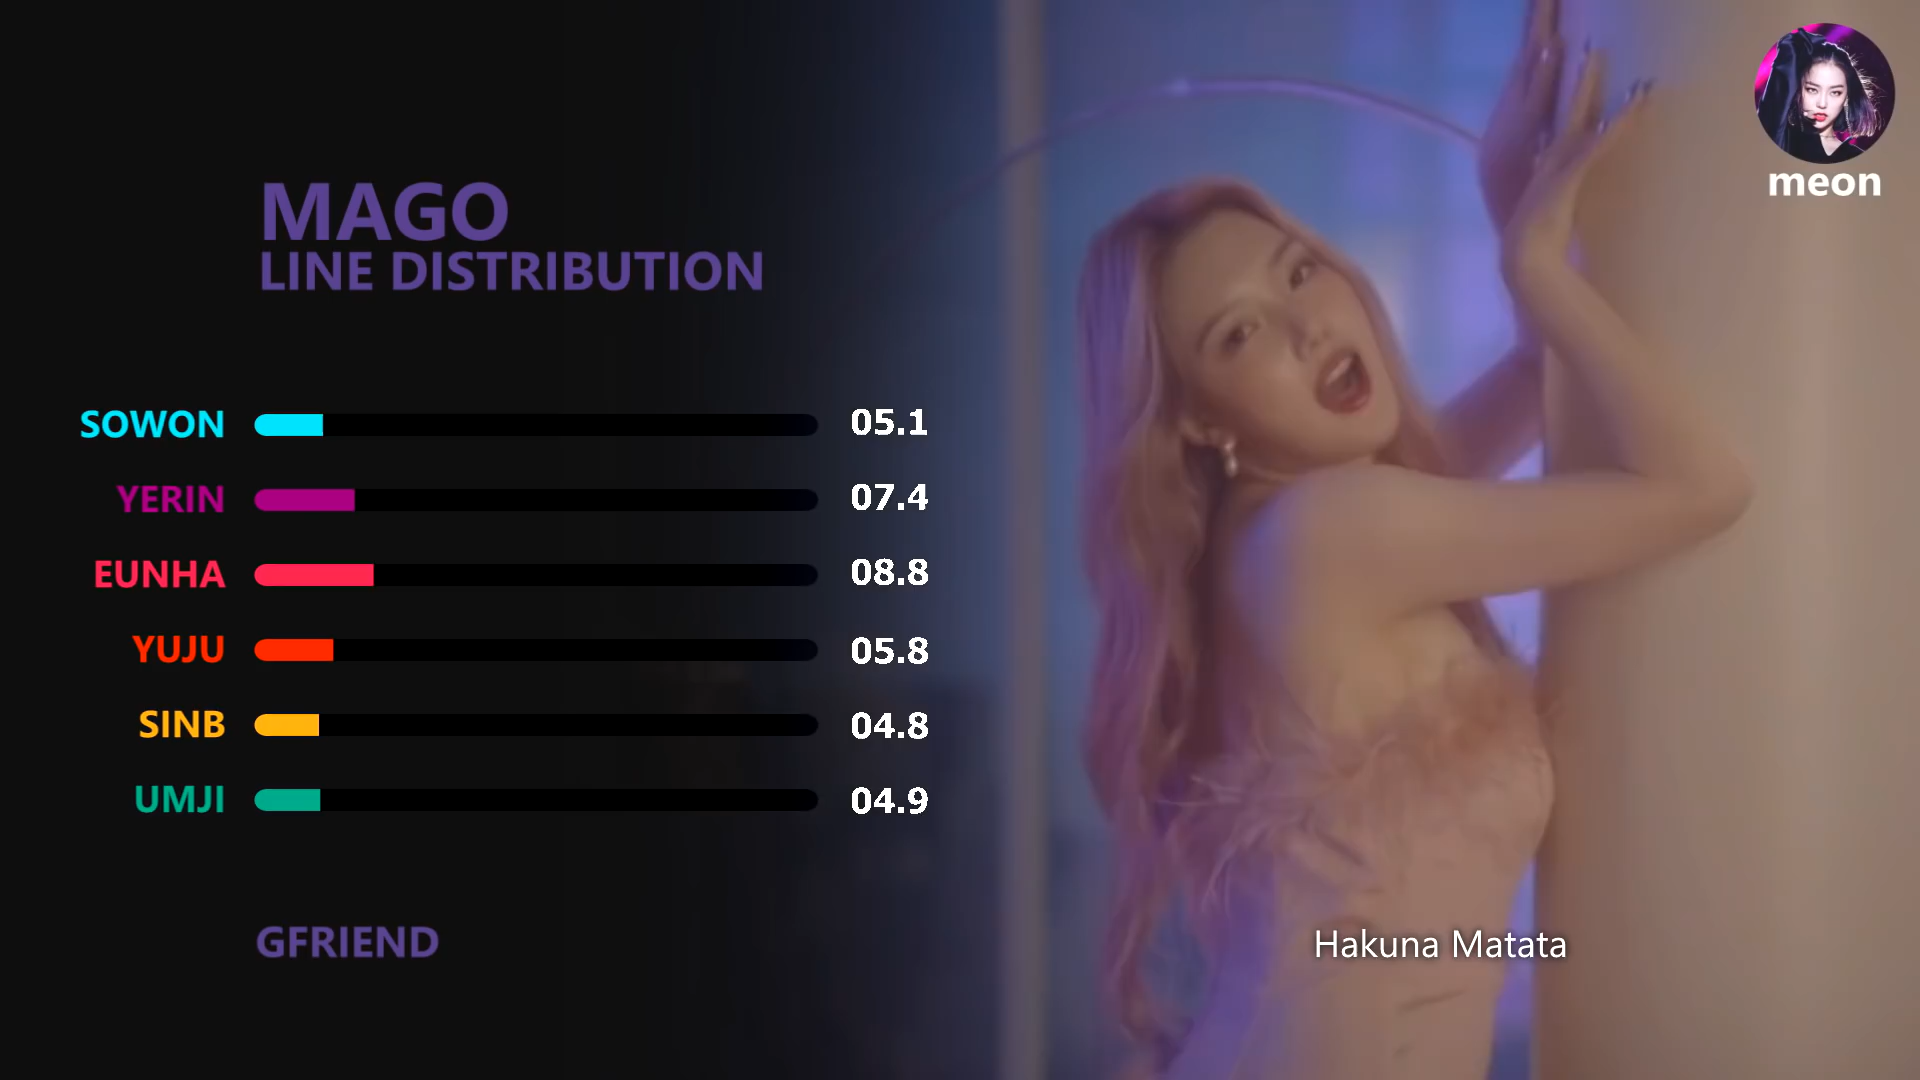 meon
MAGO
LINE DISTRIBUTION
SOWON 05.1
YERIN 07.4
EUNHA 08.8
YUJU 05.8
SINB 04.8
UMJI 04.9
GFRIEND
Hakuna Matata